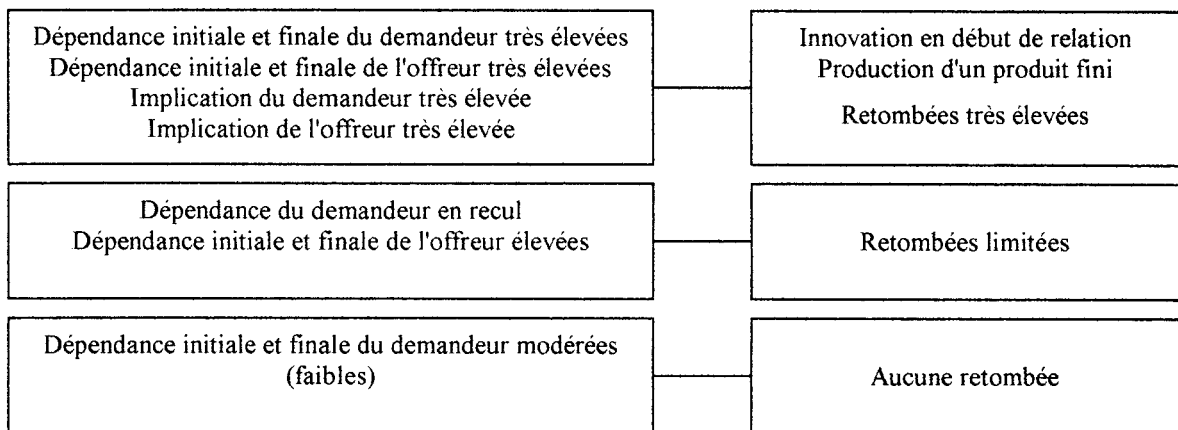 Dépendance initiale et finale du demandeur très élevées
Dépendance initiale et finale de l'offreur très élevées
Implication du demandeur très élevée
Implication de l'offreur très élevée
Innovation en début de relation
Production d'un produit fini
Retombées très élevées
Dépendance du demandeur en recul
Dépendance initiale et finale de l'offreur élevées
Retombées limitées
Dépendance initiale et finale du demandeur modérées
(faibles)
Aucune retombée